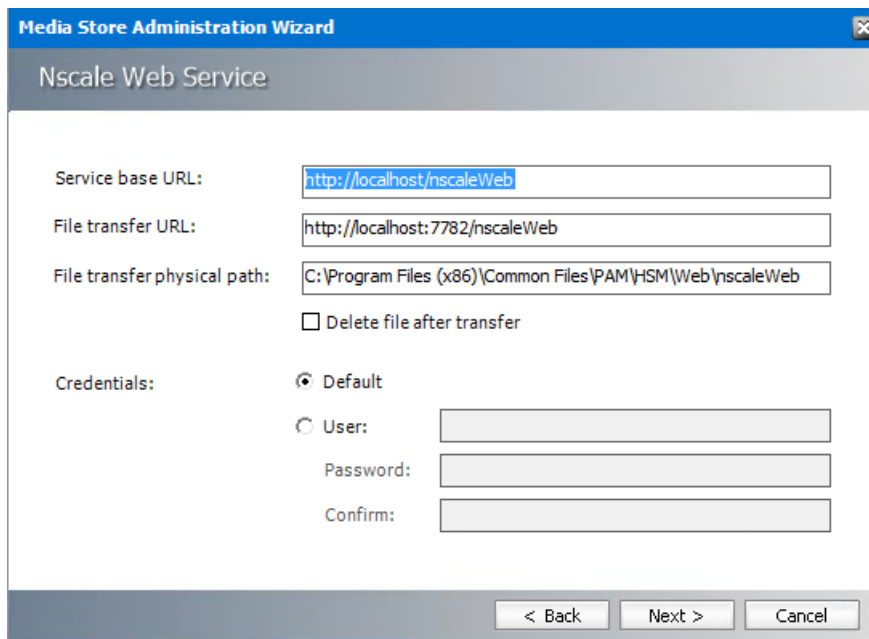 Media Store Administration Wizard
Nscale Web Service
Service base URL: http://localhost/nscaleWeb
File transfer URL: http://localhost:7782/nscaleWeb
File transfer physical path: C:\Program Files (x86)\Common Files\PAM\HSM\Web\nscaleWeb
Delete file after transfer
Credentials: Default
User:
Password:
Confirm:
< Back Next > Cancel